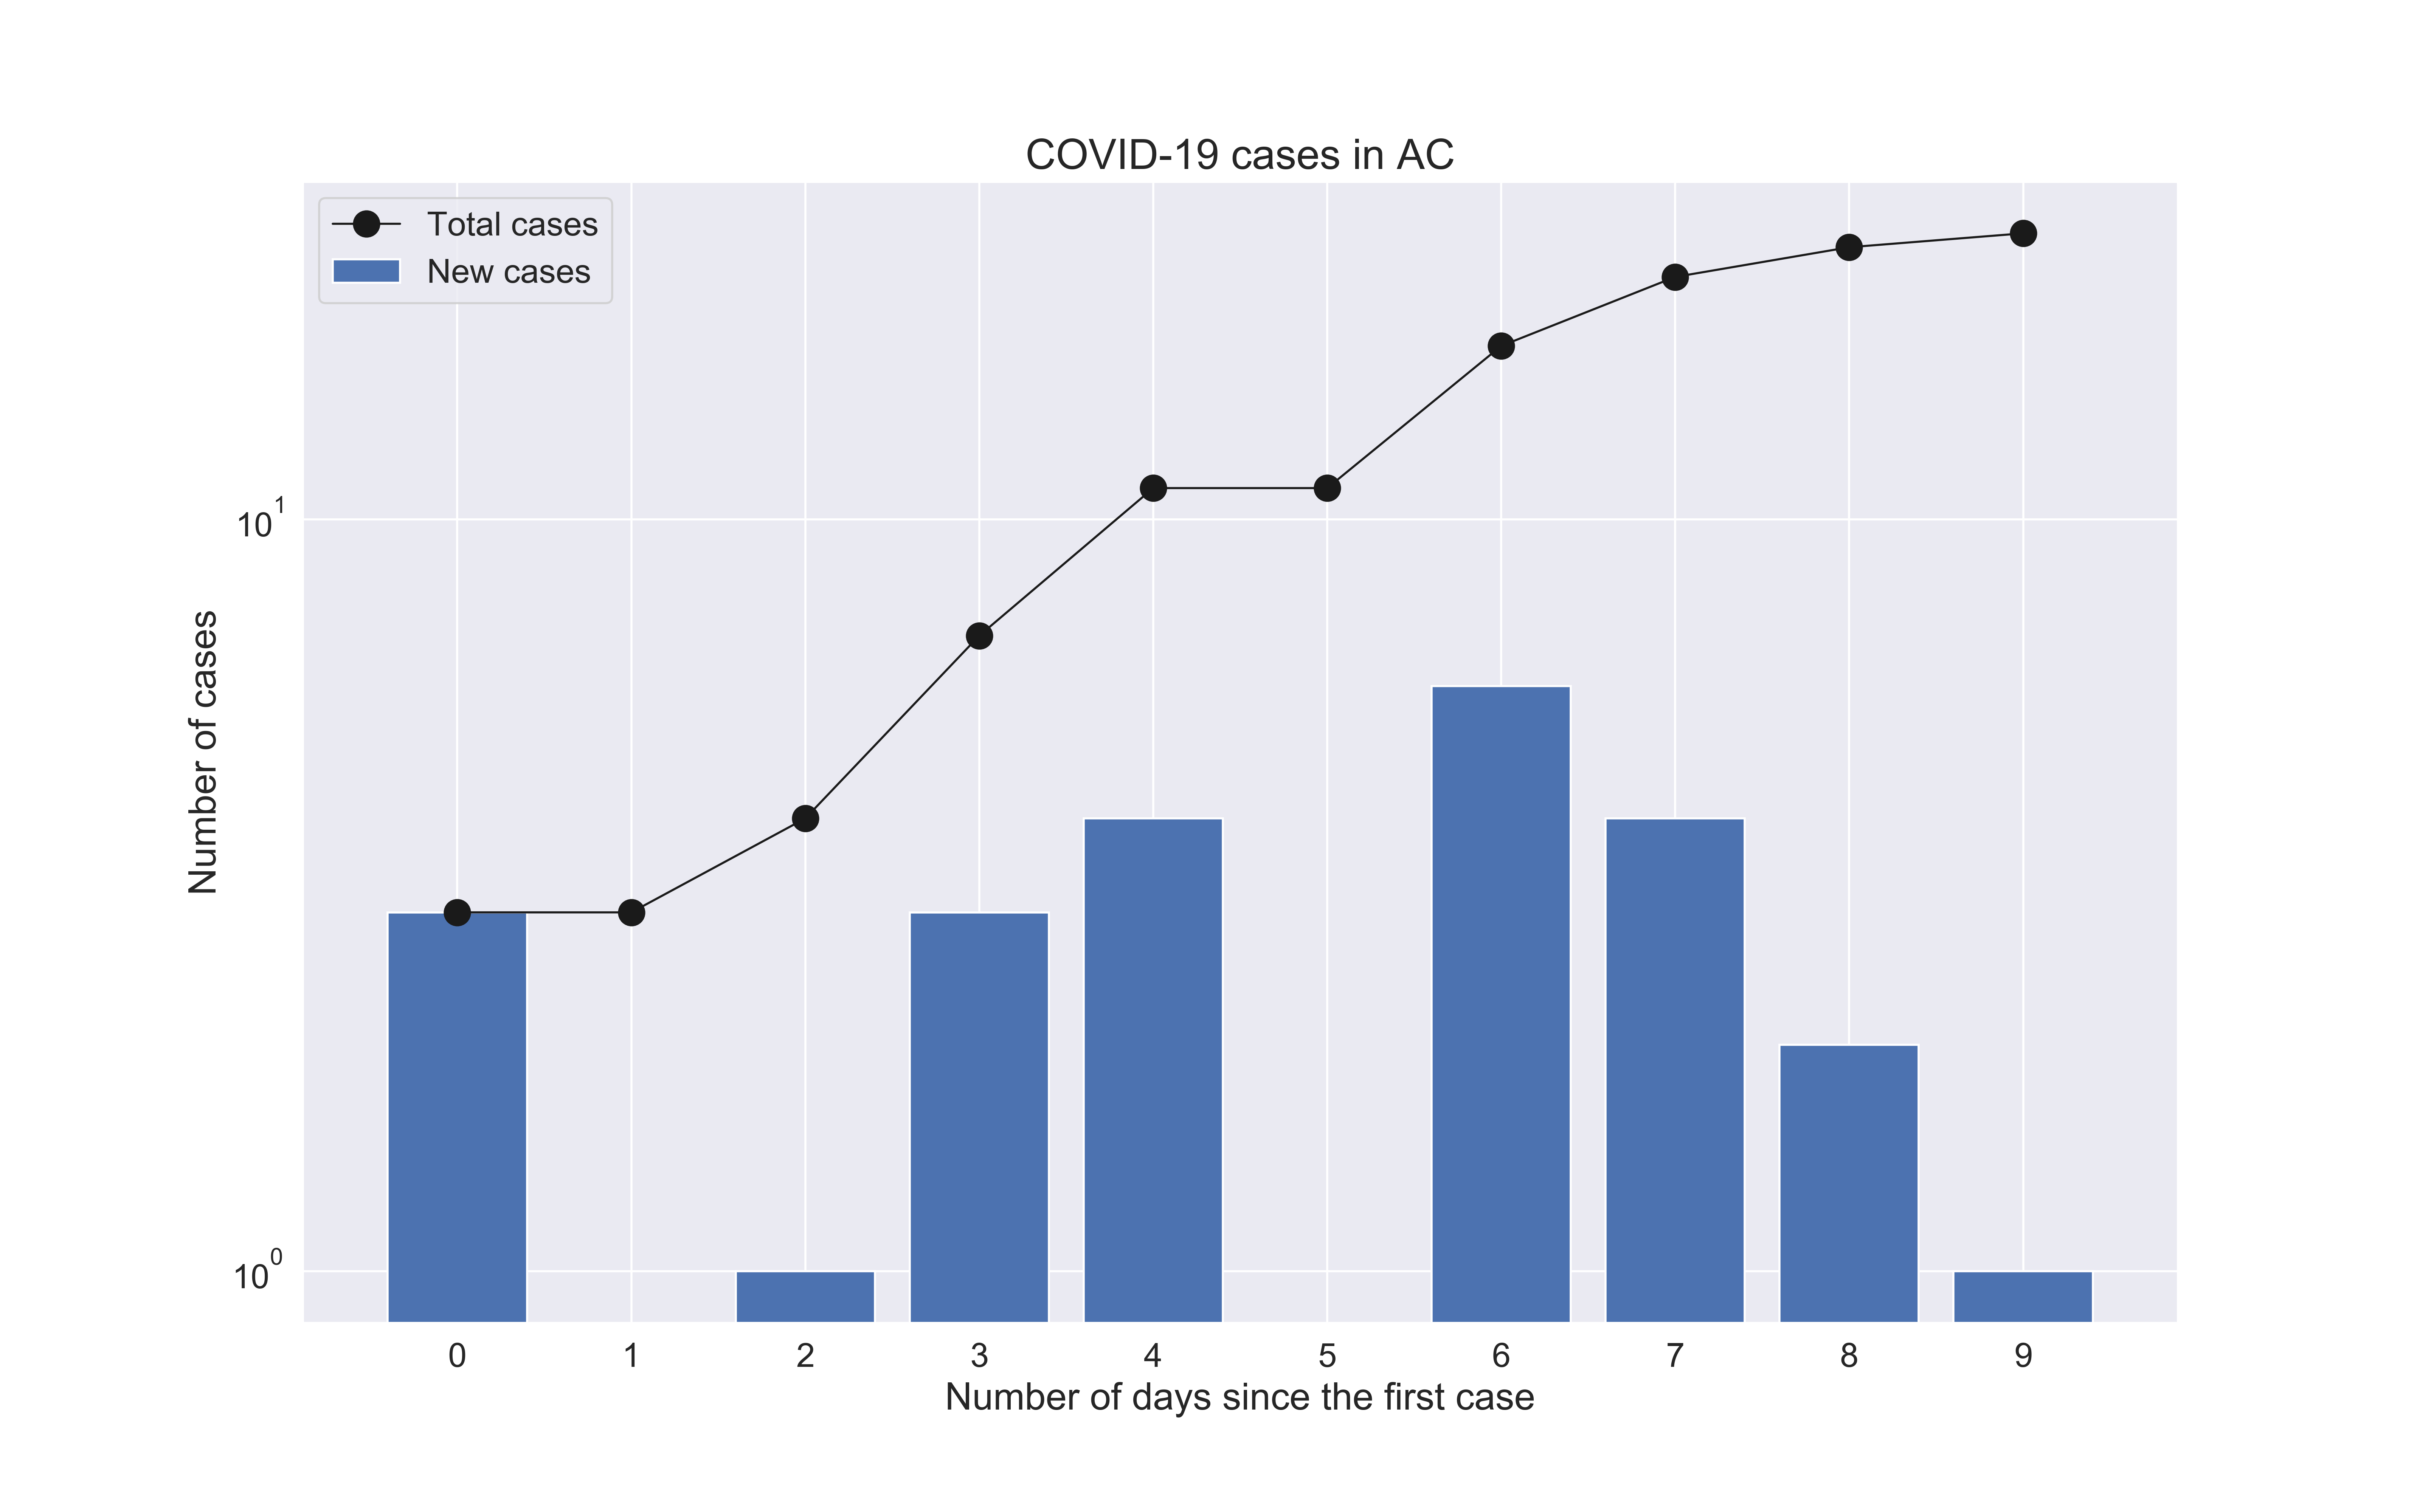 COVID-19 cases in AC
Total cases
New cases
Number of cases
10^1
10^0
0 1 2 3 4 5 6 7 8 9
Number of days since the first case